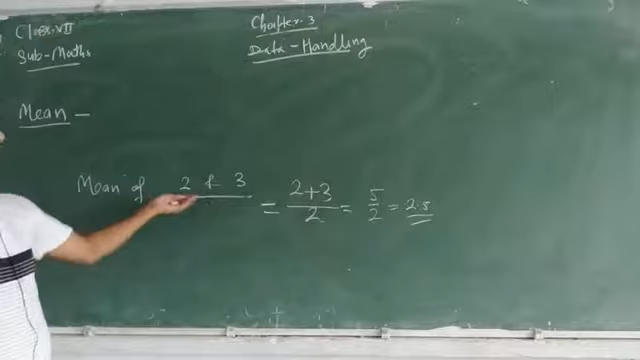 Class-VII
Sub-Maths
Chapter-3
Data-Handling
Mean-
Mean of 2 & 3 = 2+3/2 = 5/2 = 2.5